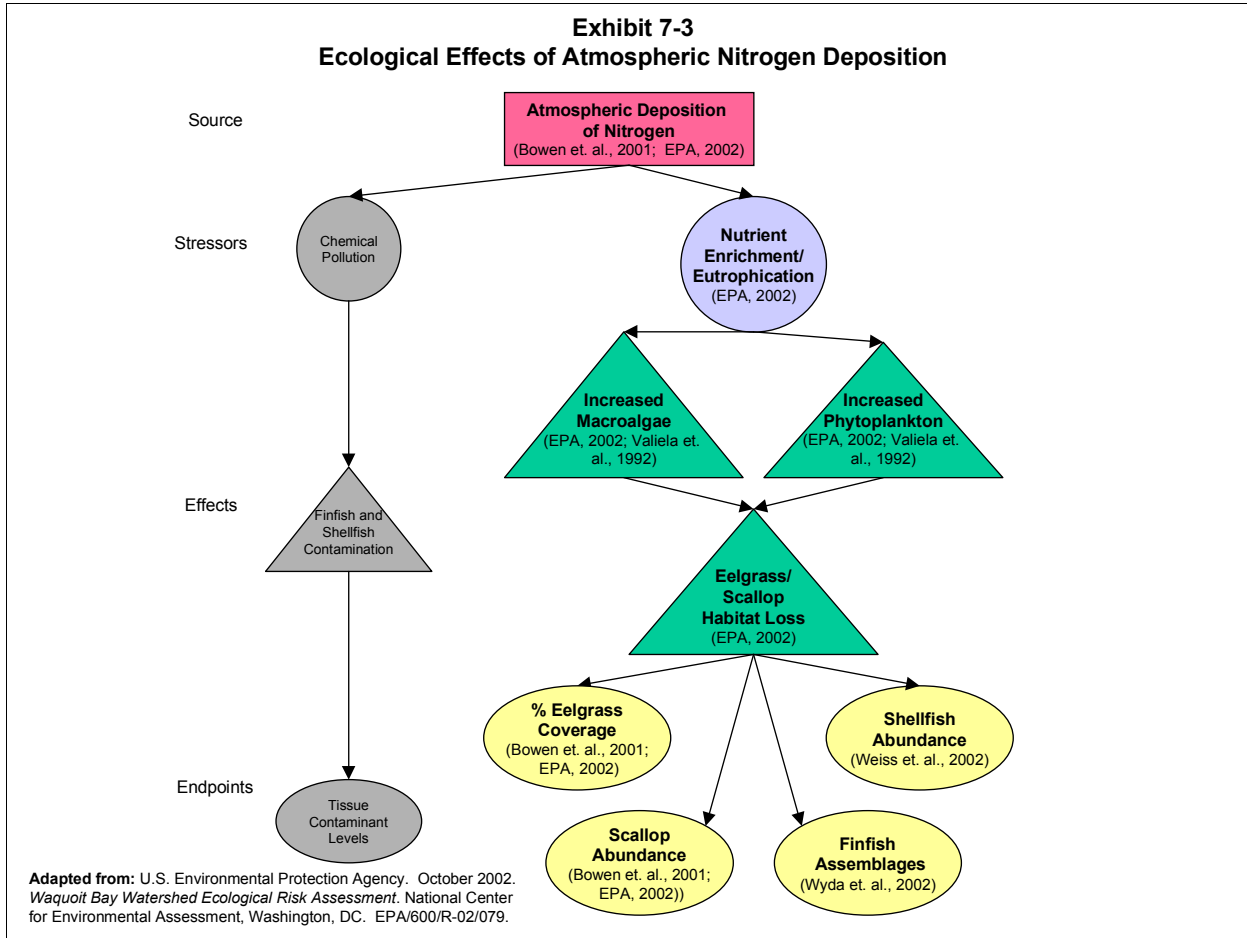 Exhibit 7-3
Ecological Effects of Atmospheric Nitrogen Deposition
Source
Atmospheric Deposition
of Nitrogen
(Bowen et. al., 2001; EPA, 2002)
Stressors
Chemical
Pollution
Nutrient
Enrichment/
Eutrophication
(EPA, 2002)
Increased
Macroalgae
(EPA, 2002; Valiela et.
al., 1992)
Increased
Phytoplankton
(EPA, 2002; Valiela et.
al., 1992)
Effects
Finfish and
Shellfish
Contamination
Eelgrass/
Scallop
Habitat Loss
(EPA, 2002)
% Eelgrass
Coverage
(Bowen et. al., 2001;
EPA, 2002)
Shellfish
Abundance
(Weiss et. al., 2002)
Endpoints
Tissue
Contaminant
Levels
Scallop
Abundance
(Bowen et. al., 2001;
EPA, 2002))
Finfish
Assemblages
(Wyda et. al., 2002)
Adapted from: U.S. Environmental Protection Agency. October 2002.
Waquoit Bay Watershed Ecological Risk Assessment. National Center
for Environmental Assessment, Washington, DC. EPA/600/R-02/079.